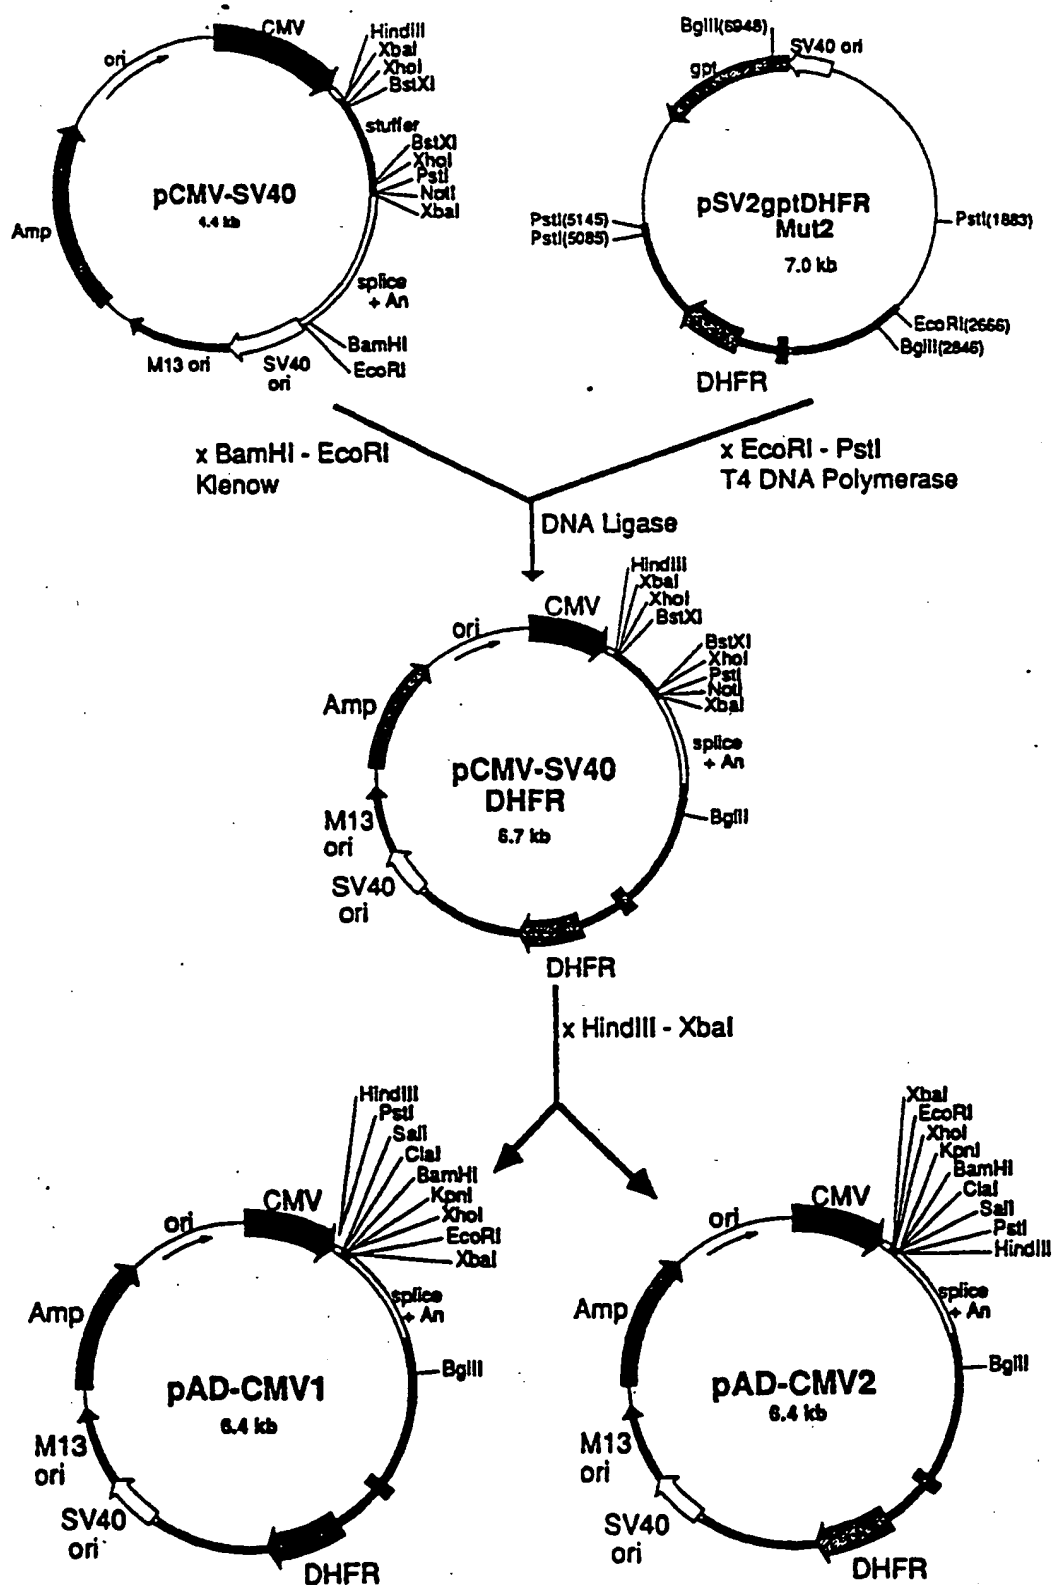 CMV
HindIII
XbaI
XhoI
BstXI
ori
stuffer
BstXI
XhoI
PstI
NotI
XbaI
pCMV-SV40
4.4 kb
Amp
splice
+ An
BamHI
EcoRI
SV40
ori
M13 ori
BglII(6948)
SV40 ori
gpt
pSV2gptDHFR
Mut2
7.0 kb
PstI(5145)
PstI(5085)
PstI(1883)
EcoRI(2666)
BglII(2846)
DHFR
x BamHI - EcoRI
Klenow
x EcoRI - PstI
T4 DNA Polymerase
DNA Ligase
HindIII
XbaI
XhoI
BstXI
CMV
ori
BstXI
XhoI
PstI
NotI
XbaI
Amp
splice
+ An
pCMV-SV40
DHFR
6.7 kb
BglII
M13
ori
SV40
ori
DHFR
x HindIII - XbaI
HindIII
PstI
SalI
ClaI
BamHI
KpnI
XhoI
EcoRI
XbaI
CMV
ori
Amp
splice
+ An
BglII
pAD-CMV1
6.4 kb
M13
ori
SV40
ori
DHFR
XbaI
EcoRI
XhoI
KpnI
BamHI
ClaI
SalI
PstI
HindIII
CMV
ori
Amp
splice
+ An
BglII
pAD-CMV2
6.4 kb
M13
ori
SV40
ori
DHFR